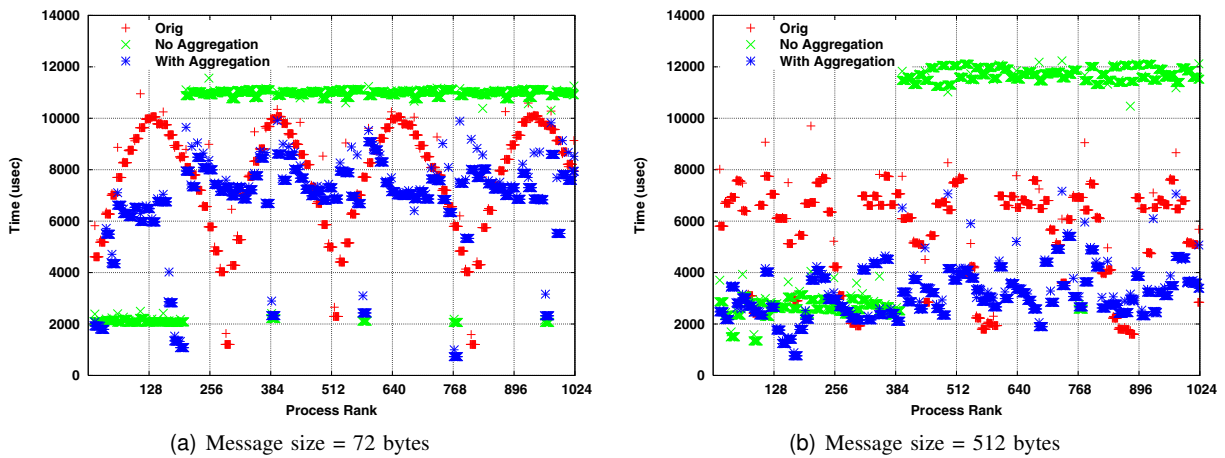 14000
12000
10000
8000
6000
4000
2000
0
Time (usec)
Orig
No Aggregation
With Aggregation
128 256 384 512 640 768 896 1024
Process Rank
(a) Message size = 72 bytes
14000
12000
10000
8000
6000
4000
2000
0
Time (usec)
Orig
No Aggregation
With Aggregation
128 256 384 512 640 768 896 1024
Process Rank
(b) Message size = 512 bytes